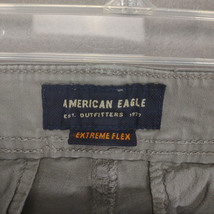 AMERICAN EAGLE
EST. OUTFITTERS 1977
EXTREME FLEX